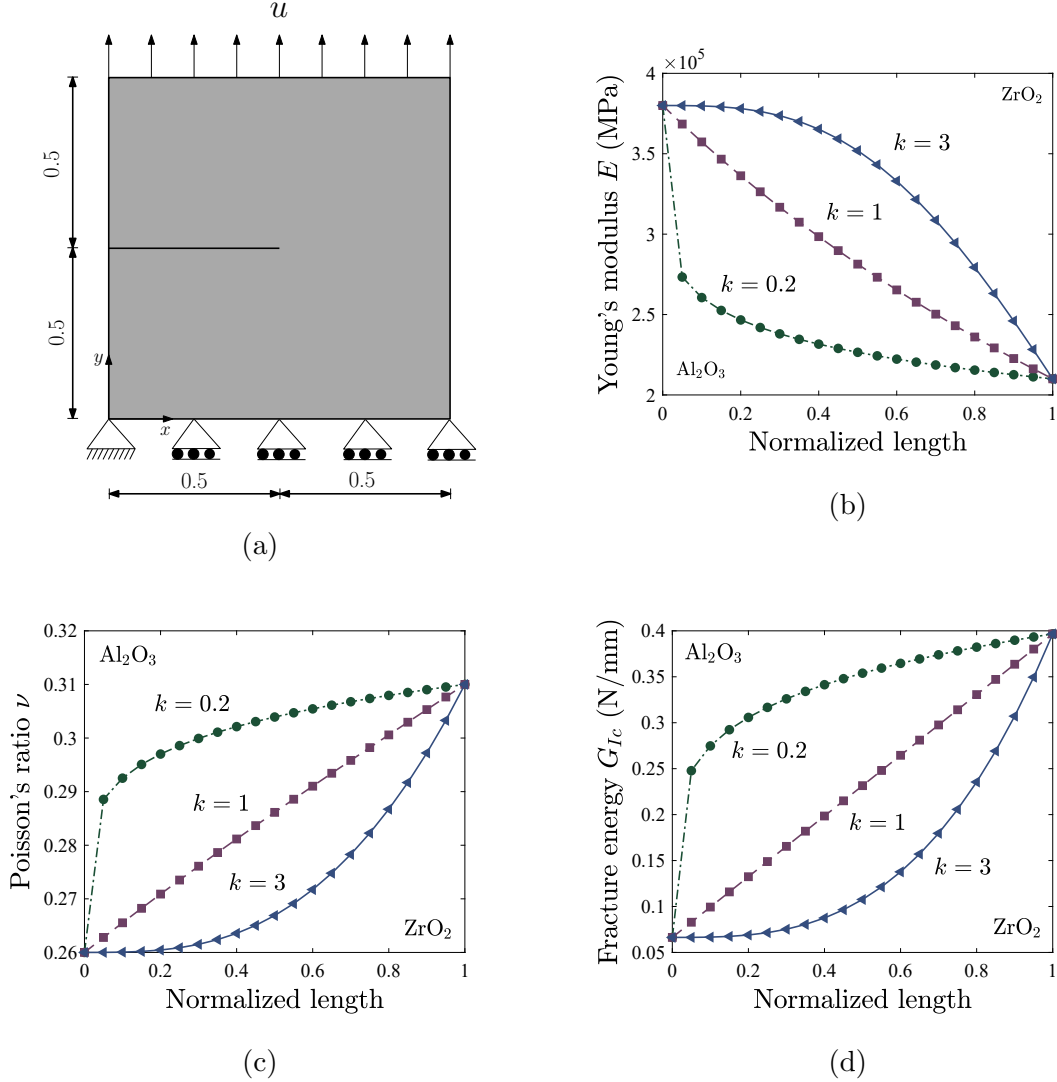 u
0.5
0.5
y
x
0.5
0.5
(a)
×10⁵
4
3.5
3
2.5
2
Young's modulus E (MPa)
ZrO₂
k = 3
k = 1
k = 0.2
Al₂O₃
0 0.2 0.4 0.6 0.8 1
Normalized length
(b)
0.32
0.31
0.3
0.29
0.28
0.27
0.26
Poisson's ratio ν
Al₂O₃
k = 0.2
k = 1
k = 3
ZrO₂
0 0.2 0.4 0.6 0.8 1
Normalized length
(c)
0.4
0.35
0.3
0.25
0.2
0.15
0.1
0.05
Fracture energy G_{Ic} (N/mm)
Al₂O₃
k = 0.2
k = 1
k = 3
ZrO₂
0 0.2 0.4 0.6 0.8 1
Normalized length
(d)